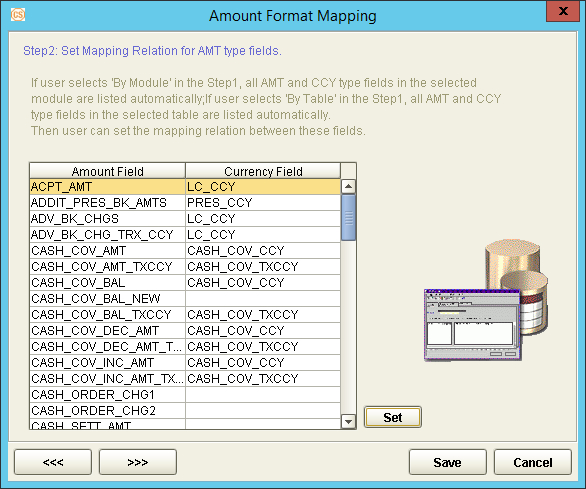 Amount Format Mapping
x
Step2: Set Mapping Relation for AMT type fields.
If user selects 'By Module' in the Step1, all AMT and CCY type fields in the selected
module are listed automatically;If user selects 'By Table' in the Step1, all AMT and CCY
type fields in the selected table are listed automatically.
Then user can set the mapping relation between these fields.
Amount Field Currency Field
ACPT_AMT LC_CCY
ADDIT_PRES_BK_AMTS PRES_CCY
ADV_BK_CHGS LC_CCY
ADV_BK_CHG_TRX_CCY LC_CCY
CASH_COV_AMT CASH_COV_CCY
CASH_COV_AMT_TXCCY CASH_COV_TXCCY
CASH_COV_BAL CASH_COV_CCY
CASH_COV_BAL_NEW
CASH_COV_BAL_TXCCY CASH_COV_TXCCY
CASH_COV_DEC_AMT CASH_COV_CCY
CASH_COV_DEC_AMT_T... CASH_COV_TXCCY
CASH_COV_INC_AMT CASH_COV_CCY
CASH_COV_INC_AMT_TX... CASH_COV_TXCCY
CASH_ORDER_CHG1
CASH_ORDER_CHG2
CASH_SETT_AMT
Set
<<< >>> Save Cancel